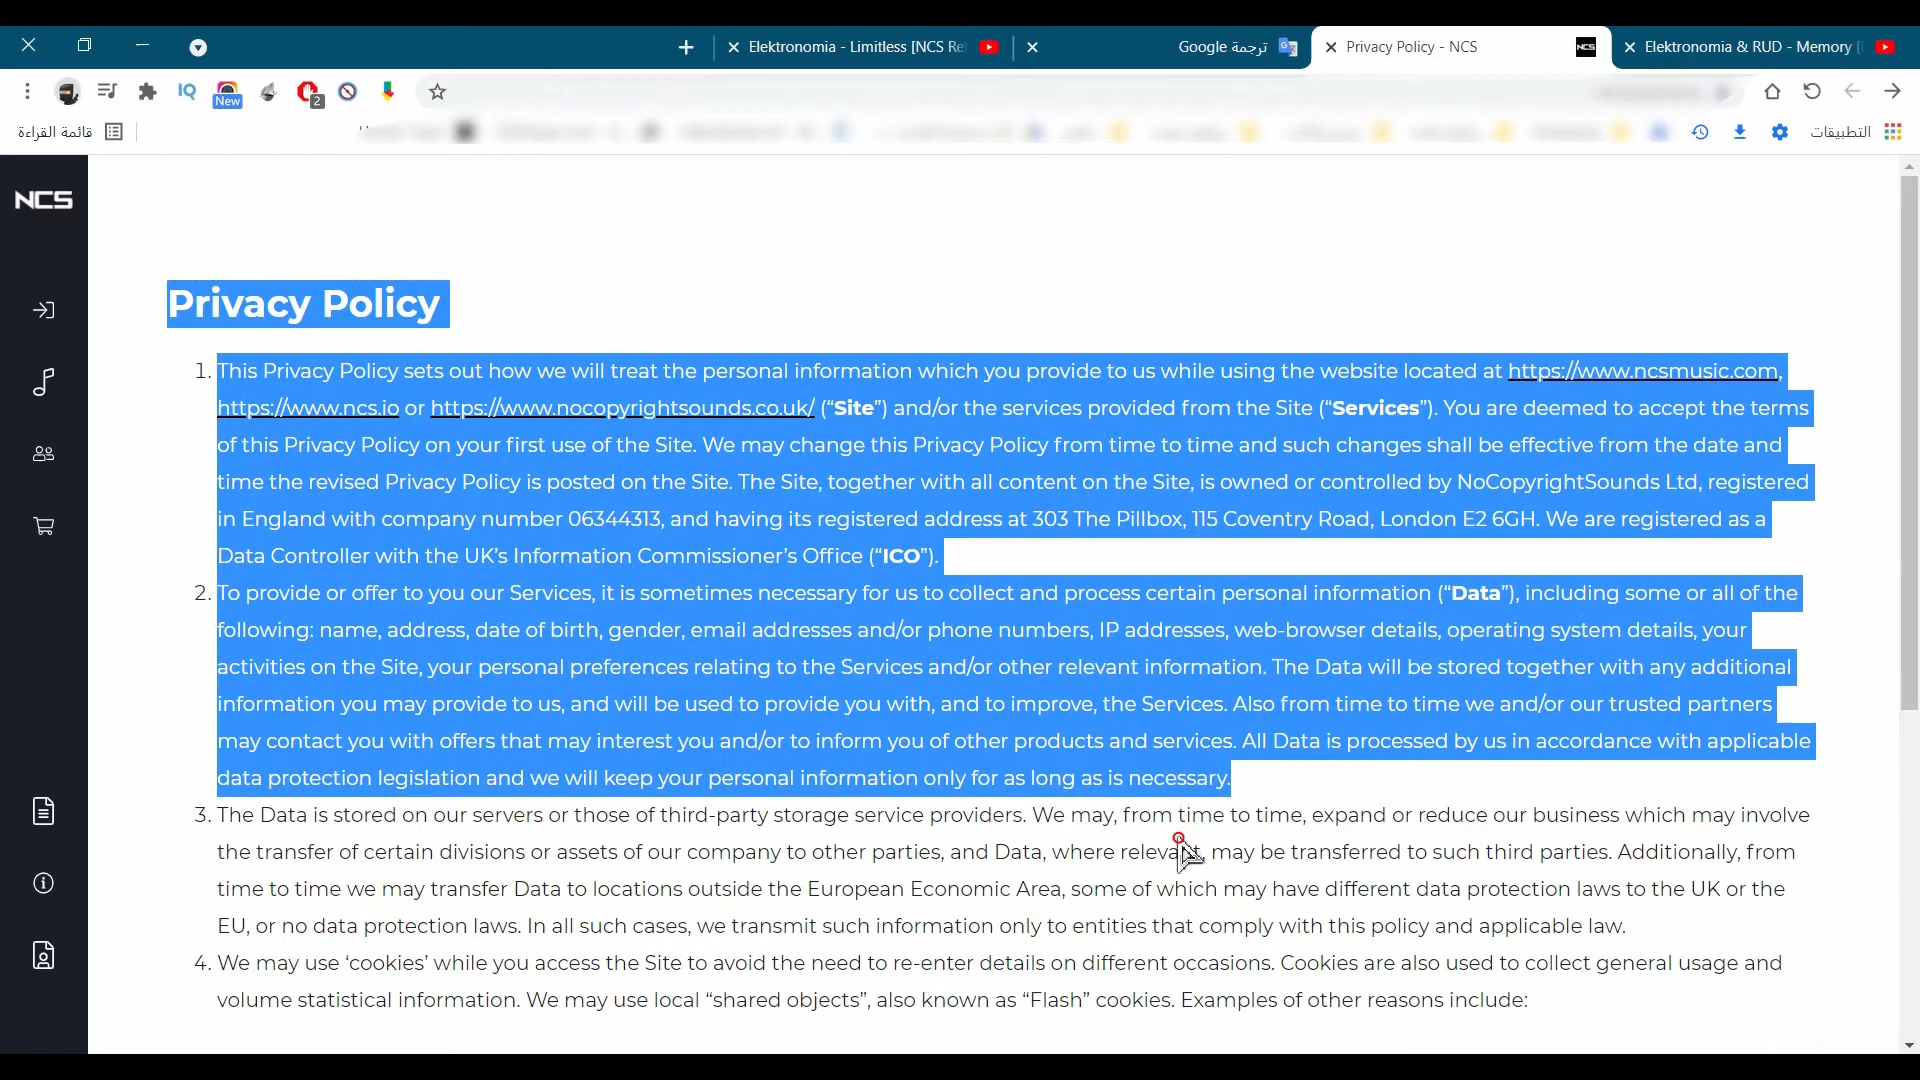 Elektronomia - Limitless [NCS Re
ترجمة Google
Privacy Policy - NCS
NCS
Elektronomia & RUD - Memory [
IQ
New
2
قائمة القراءة
التطبيقات
NCS
Privacy Policy
1. This Privacy Policy sets out how we will treat the personal information which you provide to us while using the website located at https://www.ncsmusic.com,
https://www.ncs.io or https://www.nocopyrightsounds.co.uk/ (“Site”) and/or the services provided from the Site (“Services”). You are deemed to accept the terms
of this Privacy Policy on your first use of the Site. We may change this Privacy Policy from time to time and such changes shall be effective from the date and
time the revised Privacy Policy is posted on the Site. The Site, together with all content on the Site, is owned or controlled by NoCopyrightSounds Ltd, registered
in England with company number 06344313, and having its registered address at 303 The Pillbox, 115 Coventry Road, London E2 6GH. We are registered as a
Data Controller with the UK’s Information Commissioner’s Office (“ICO”).
2. To provide or offer to you our Services, it is sometimes necessary for us to collect and process certain personal information (“Data”), including some or all of the
following: name, address, date of birth, gender, email addresses and/or phone numbers, IP addresses, web-browser details, operating system details, your
activities on the Site, your personal preferences relating to the Services and/or other relevant information. The Data will be stored together with any additional
information you may provide to us, and will be used to provide you with, and to improve, the Services. Also from time to time we and/or our trusted partners
may contact you with offers that may interest you and/or to inform you of other products and services. All Data is processed by us in accordance with applicable
data protection legislation and we will keep your personal information only for as long as is necessary.
3. The Data is stored on our servers or those of third-party storage service providers. We may, from time to time, expand or reduce our business which may involve
the transfer of certain divisions or assets of our company to other parties, and Data, where relevant, may be transferred to such third parties. Additionally, from
time to time we may transfer Data to locations outside the European Economic Area, some of which may have different data protection laws to the UK or the
EU, or no data protection laws. In all such cases, we transmit such information only to entities that comply with this policy and applicable law.
4. We may use ‘cookies’ while you access the Site to avoid the need to re-enter details on different occasions. Cookies are also used to collect general usage and
volume statistical information. We may use local “shared objects”, also known as “Flash” cookies. Examples of other reasons include: